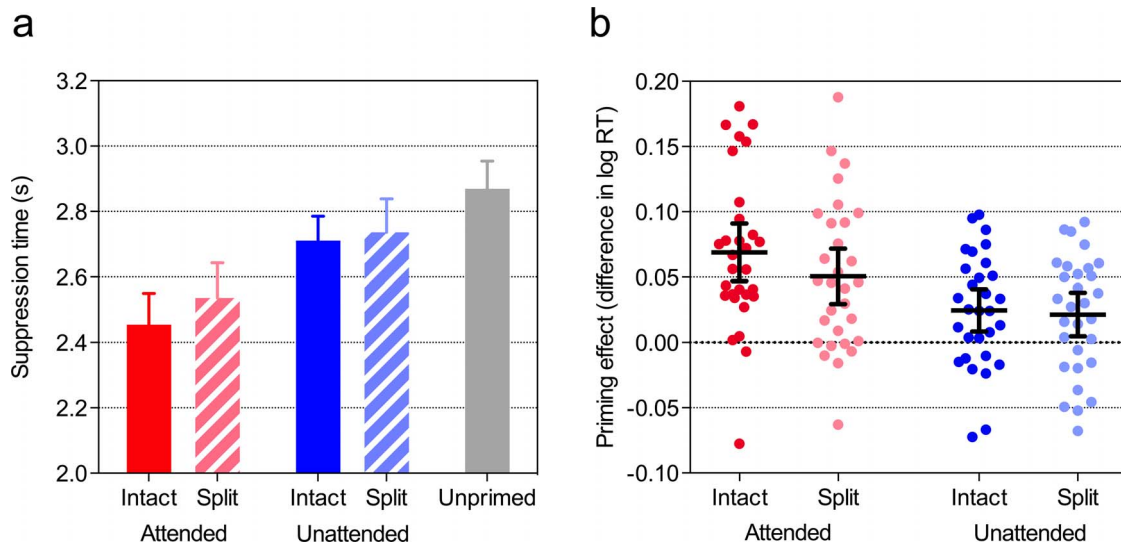 a
Suppression time (s)
3.2
3.0
2.8
2.6
2.4
2.2
2.0
Intact Split Intact Split Unprimed
Attended Unattended
b
Priming effect (difference in log RT)
0.20
0.15
0.10
0.05
0.00
-0.05
-0.10
Intact Split Intact Split
Attended Unattended